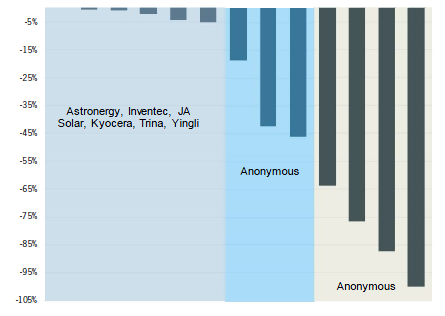 -5%
-15%
-25%
-35%
-45%
-55%
-65%
-75%
-85%
-95%
-105%
Astronergy, Inventec, JA
Solar, Kyocera, Trina, Yingli
Anonymous
Anonymous